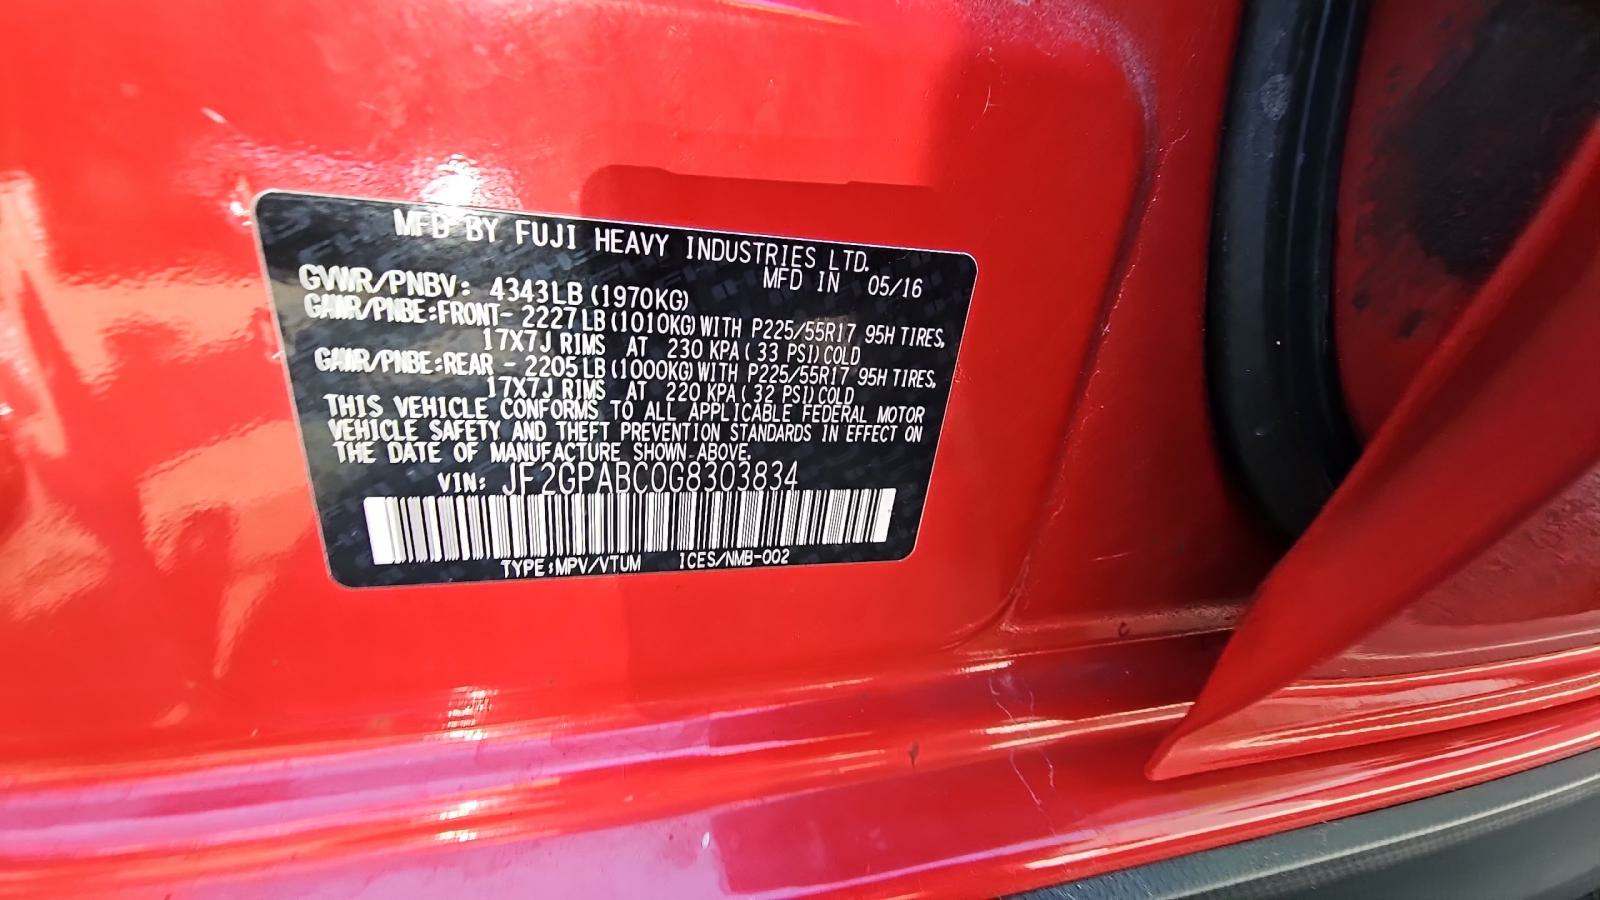 MFD BY FUJI HEAVY INDUSTRIES LTD.
MFD IN 05/16
GVWR/PNBV: 4343LB (1970KG)
GAWR/PNBE:FRONT- 2227LB (1010KG) WITH P225/55R17 95H TIRES,
17X7J RIMS AT 230 KPA ( 33 PSI) COLD
GAWR/PNBE:REAR - 2205LB (1000KG) WITH P225/55R17 95H TIRES,
17X7J RIMS AT 220 KPA ( 32 PSI) COLD
THIS VEHICLE CONFORMS TO ALL APPLICABLE FEDERAL MOTOR
VEHICLE SAFETY AND THEFT PREVENTION STANDARDS IN EFFECT ON
THE DATE OF MANUFACTURE SHOWN ABOVE.
VIN: JF2GPABC0G8303834
TYPE:MPV/VTUM ICES/NMB-002